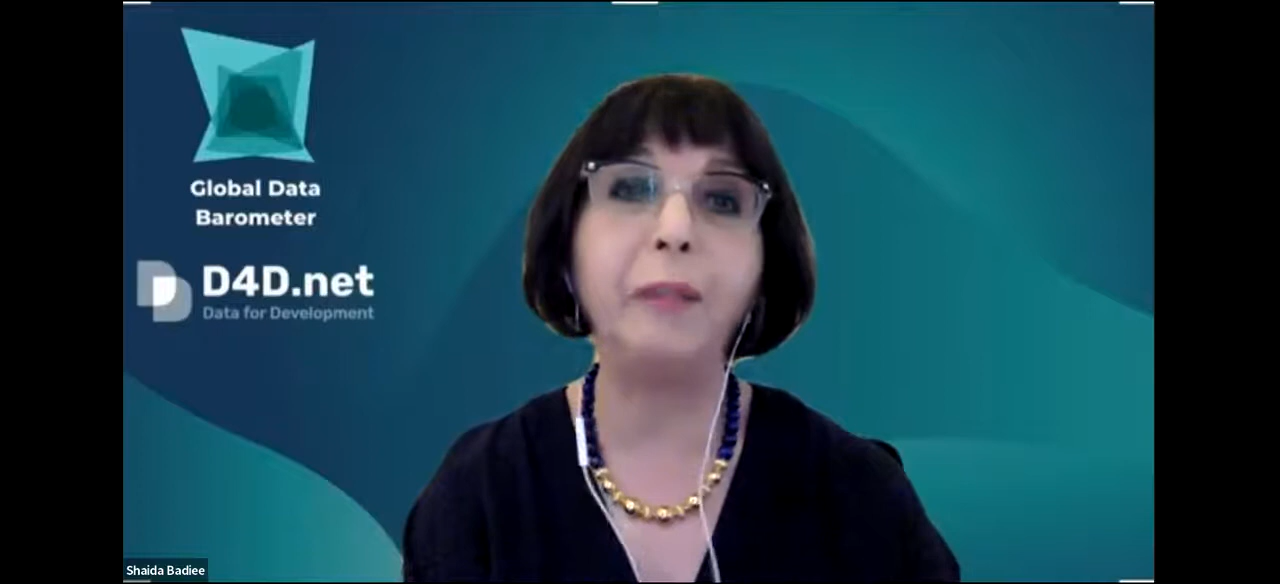 Global Data
Barometer
D4D.net
Data for Development
Shaida Badiee